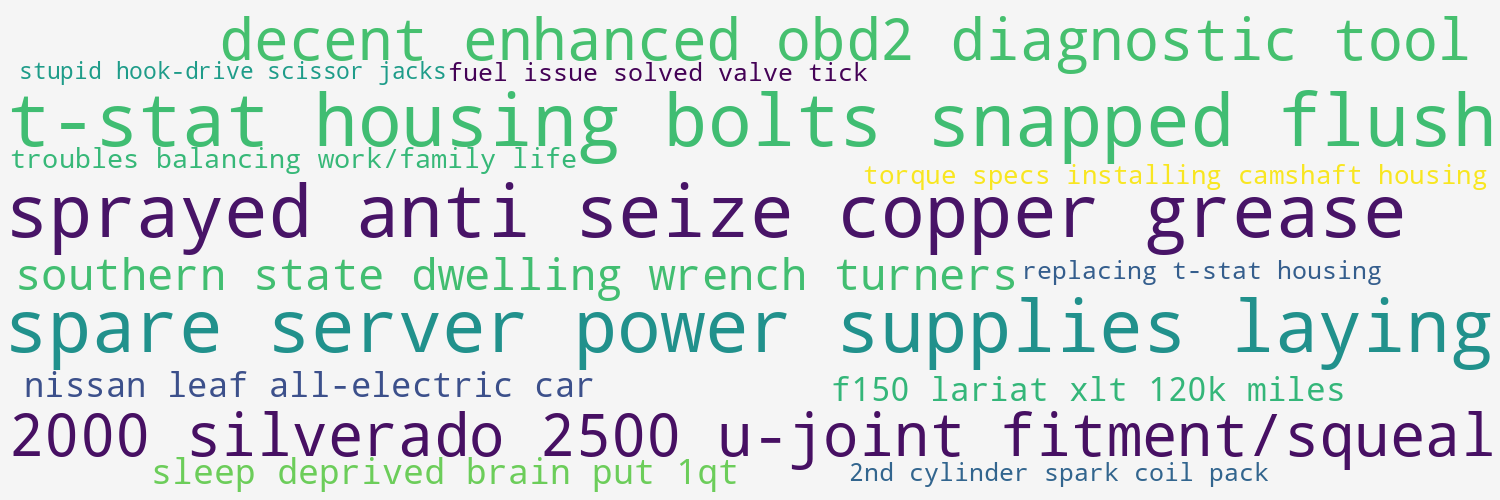 decent enhanced obd2 diagnostic tool
stupid hook-drive scissor jacks
fuel issue solved valve tick
t-stat housing bolts snapped flush
troubles balancing work/family life
torque specs installing camshaft housing
sprayed anti seize copper grease
southern state dwelling wrench turners
replacing t-stat housing
spare server power supplies laying
nissan leaf all-electric car
f150 lariat xlt 120k miles
2000 silverado 2500 u-joint fitment/squeal
sleep deprived brain put 1qt
2nd cylinder spark coil pack